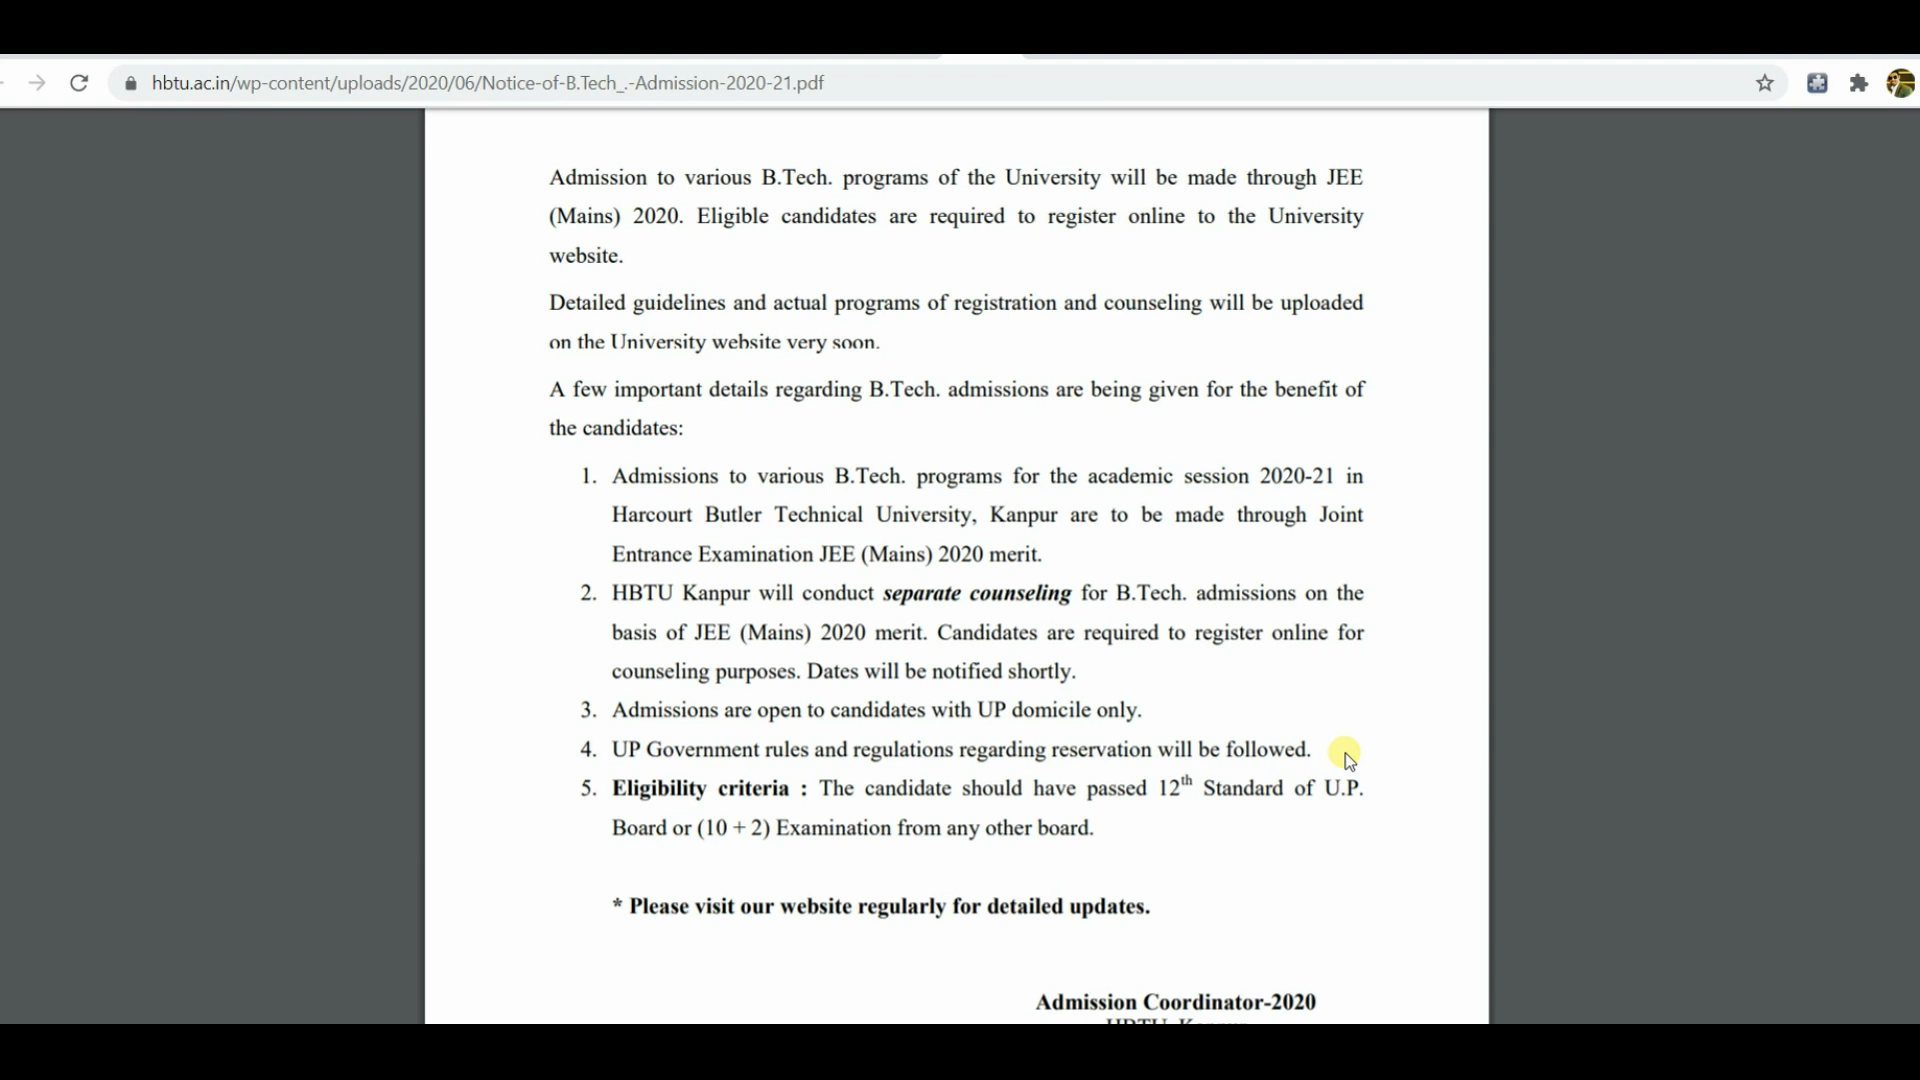 hbtu.ac.in/wp-content/uploads/2020/06/Notice-of-B.Tech_.-Admission-2020-21.pdf
Admission to various B.Tech. programs of the University will be made through JEE
(Mains) 2020. Eligible candidates are required to register online to the University
website.
Detailed guidelines and actual programs of registration and counseling will be uploaded
on the University website very soon.
A few important details regarding B.Tech. admissions are being given for the benefit of
the candidates:
1. Admissions to various B.Tech. programs for the academic session 2020-21 in
Harcourt Butler Technical University, Kanpur are to be made through Joint
Entrance Examination JEE (Mains) 2020 merit.
2. HBTU Kanpur will conduct separate counseling for B.Tech. admissions on the
basis of JEE (Mains) 2020 merit. Candidates are required to register online for
counseling purposes. Dates will be notified shortly.
3. Admissions are open to candidates with UP domicile only.
4. UP Government rules and regulations regarding reservation will be followed.
5. Eligibility criteria : The candidate should have passed 12th Standard of U.P.
Board or (10 + 2) Examination from any other board.
* Please visit our website regularly for detailed updates.
Admission Coordinator-2020